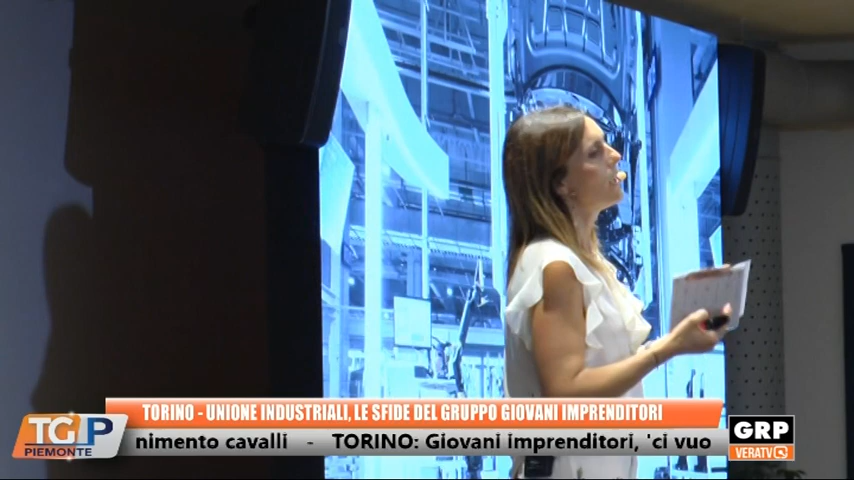 TORINO - UNIONE INDUSTRIALI, LE SFIDE DEL GRUPPO GIOVANI IMPRENDITORI
TGP
PIEMONTE
nimento cavalli - TORINO: Giovani imprenditori, 'ci vuo
GRP
VERATV